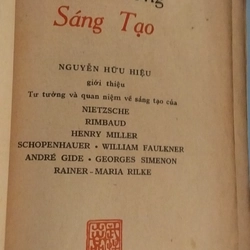 Sáng Tạo
NGUYỄN HỮU HIỆU
giới thiệu
Tư tưởng và quan niệm về sáng tạo của
NIETZSCHE
RIMBAUD
HENRY MILLER
SCHOPENHAUER • WILLIAM FAULKNER
ANDRÉ GIDE • GEORGES SIMENON
RAINER - MARIA RILKE